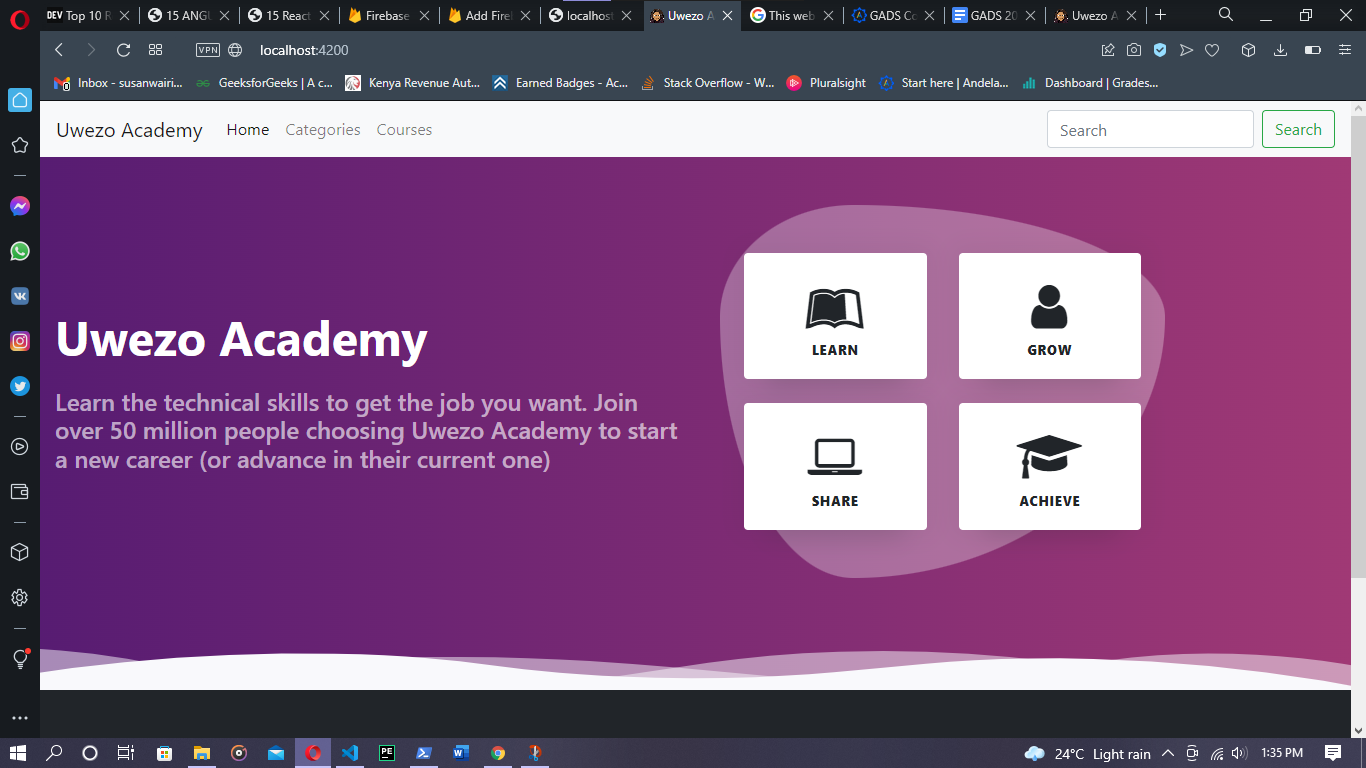 DEV Top 10 R
15 ANGU
15 React
Firebase
Add Fire
localhost
Uwezo A
This web
GADS Co
GADS 20
Uwezo A
VPN
localhost:4200
Inbox - susanwairi...
GeeksforGeeks | A c...
Kenya Revenue Aut...
Earned Badges - Ac...
Stack Overflow - W...
Pluralsight
Start here | Andela...
Dashboard | Grades...
Uwezo Academy
Home
Categories
Courses
Search
Search
LEARN
GROW
Uwezo Academy
Learn the technical skills to get the job you want. Join
over 50 million people choosing Uwezo Academy to start
a new career (or advance in their current one)
SHARE
ACHIEVE
24°C Light rain
1:35 PM